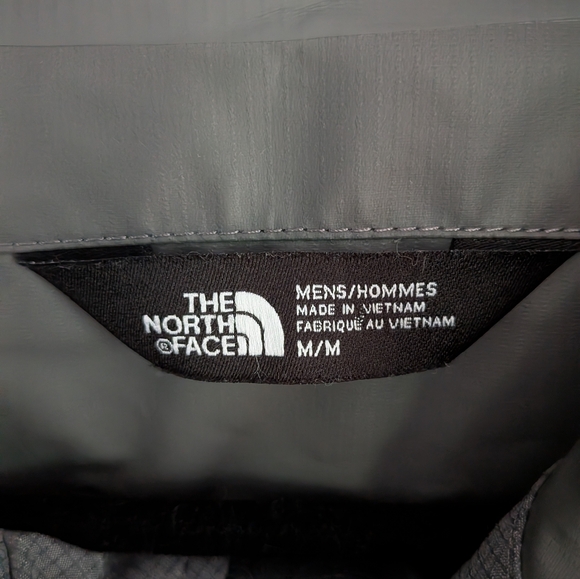 THE
NORTH
®FACE
MENS/HOMMES
MADE IN VIETNAM
FABRIQUÉ AU VIETNAM
M/M